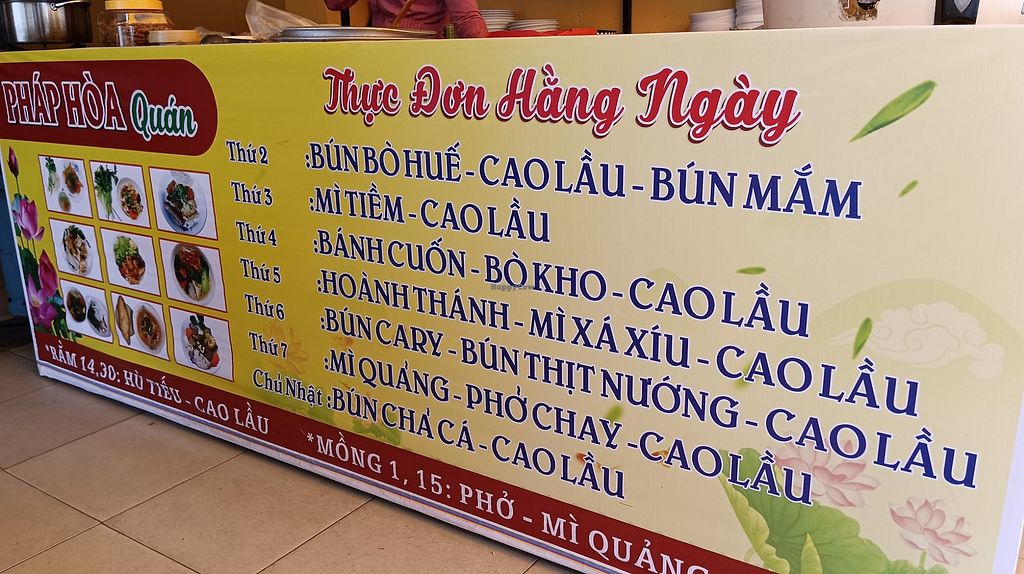 PHÁP HÒA Quán
Thực Đơn Hằng Ngày
Thứ 2 :BÚN BÒ HUẾ - CAO LẦU - BÚN MẮM
Thứ 3 :MÌ TIỀM - CAO LẦU
Thứ 4 :BÁNH CUỐN - BÒ KHO - CAO LẦU
Thứ 5 :HOÀNH THÁNH - MÌ XÁ XÍU - CAO LẦU
Thứ 6 :BÚN CARY - BÚN THỊT NƯỚNG - CAO LẦU
Thứ 7 :MÌ QUẢNG - PHỞ CHAY - CAO LẦU
Chủ Nhật :BÚN CHẢ CÁ - CAO LẦU
*RẰM 14.30: HỦ TIẾU - CAO LẦU *MỒNG 1, 15: PHỞ - MÌ QUẢNG
HappyCow